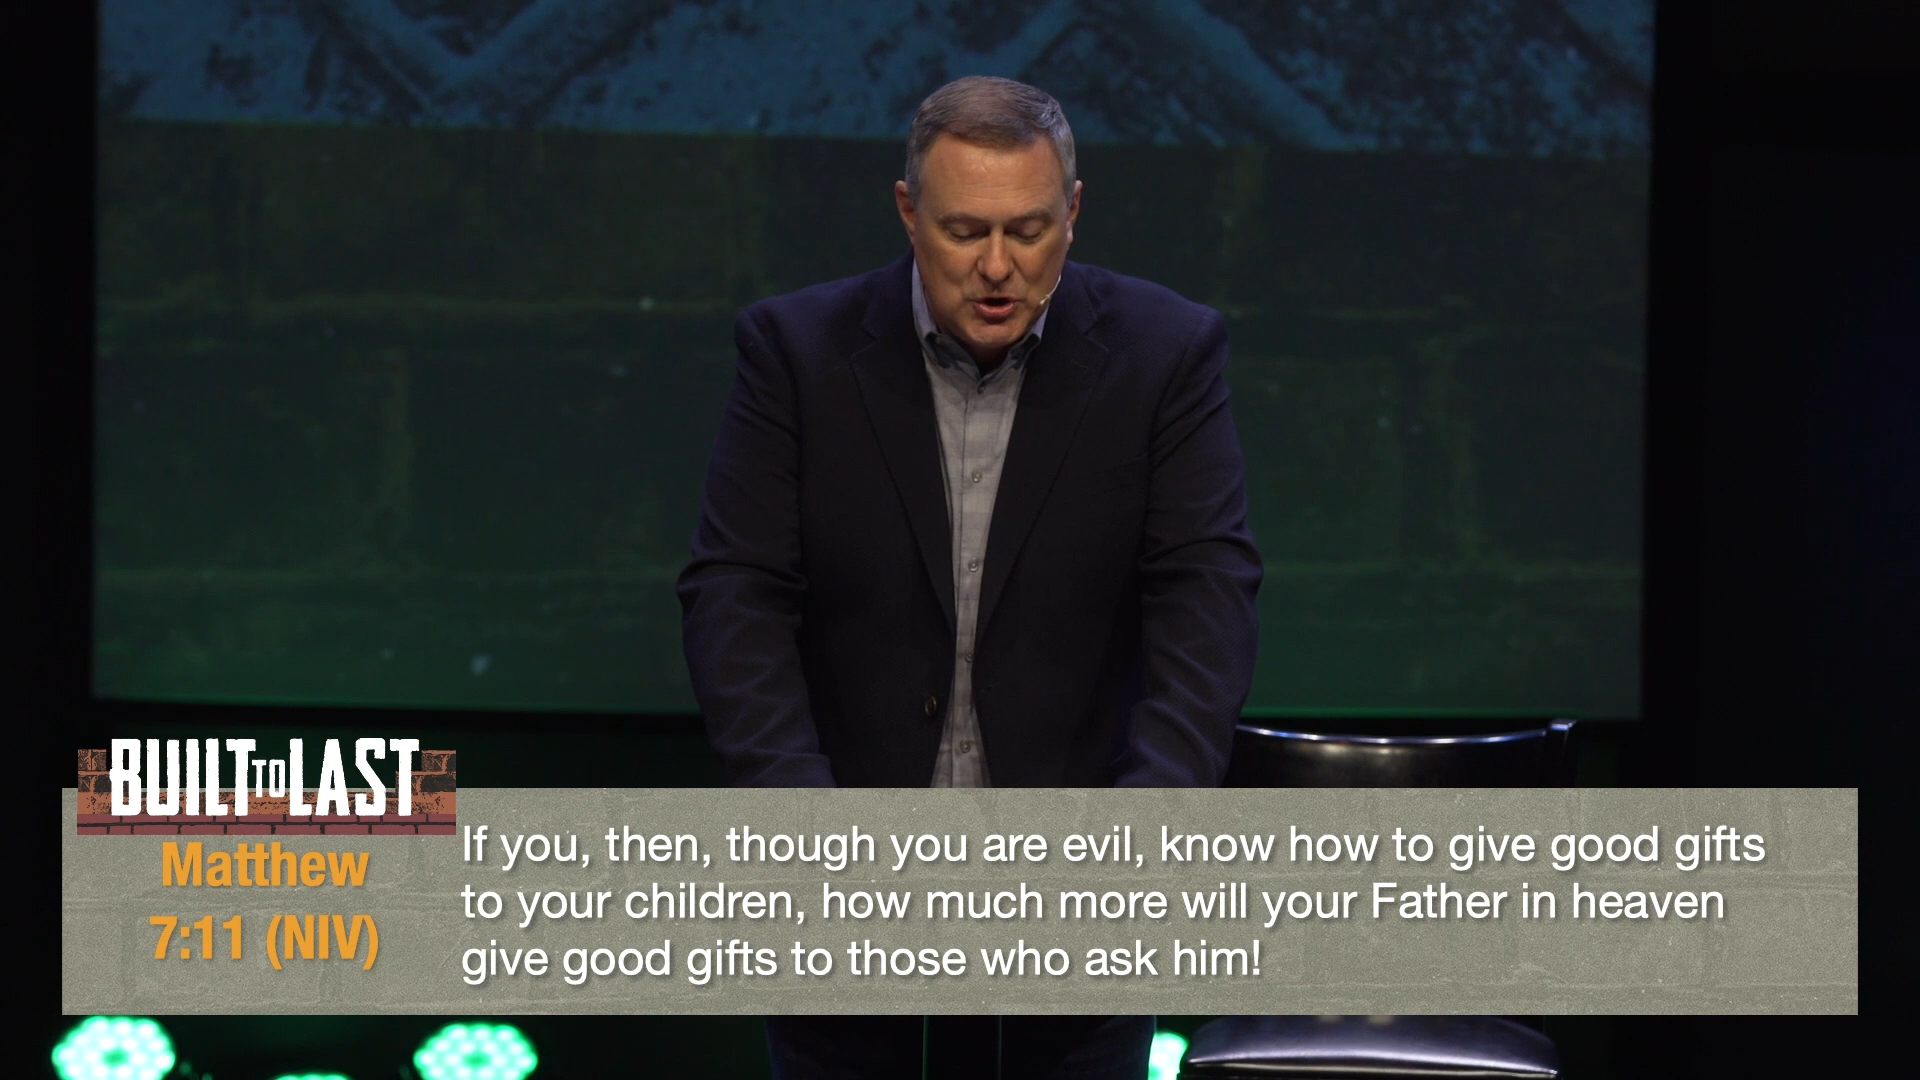 BUILT TO LAST
Matthew
7:11 (NIV)
If you, then, though you are evil, know how to give good gifts
to your children, how much more will your Father in heaven
give good gifts to those who ask him!